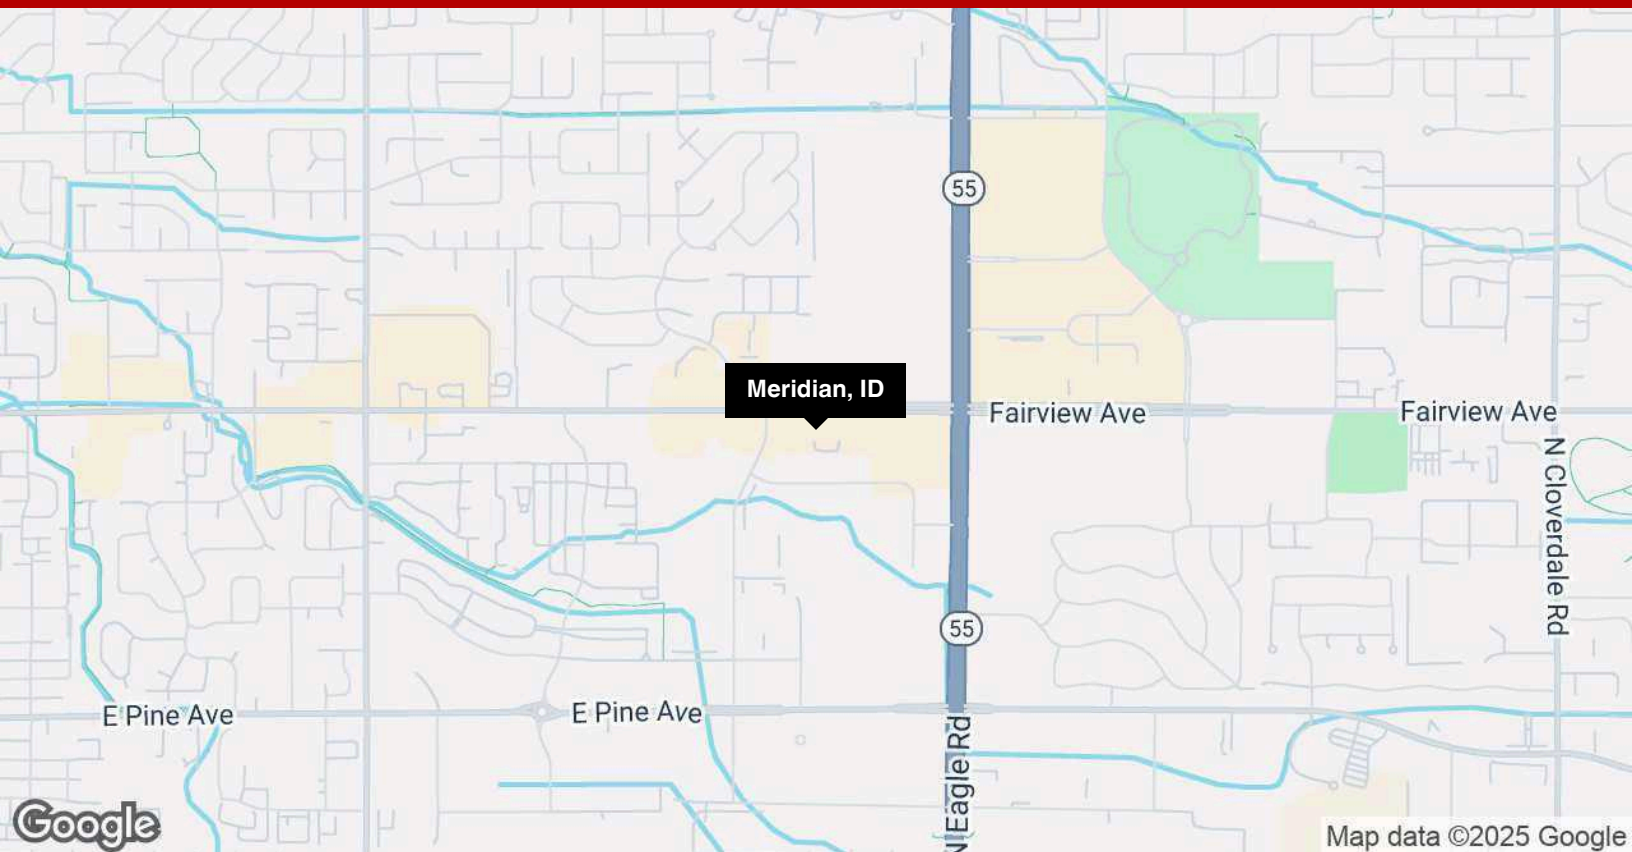 55
Meridian, ID
Fairview Ave
Fairview Ave
N Cloverdale Rd
55
E Pine Ave
E Pine Ave
N Eagle Rd
Google
Map data ©2025 Google